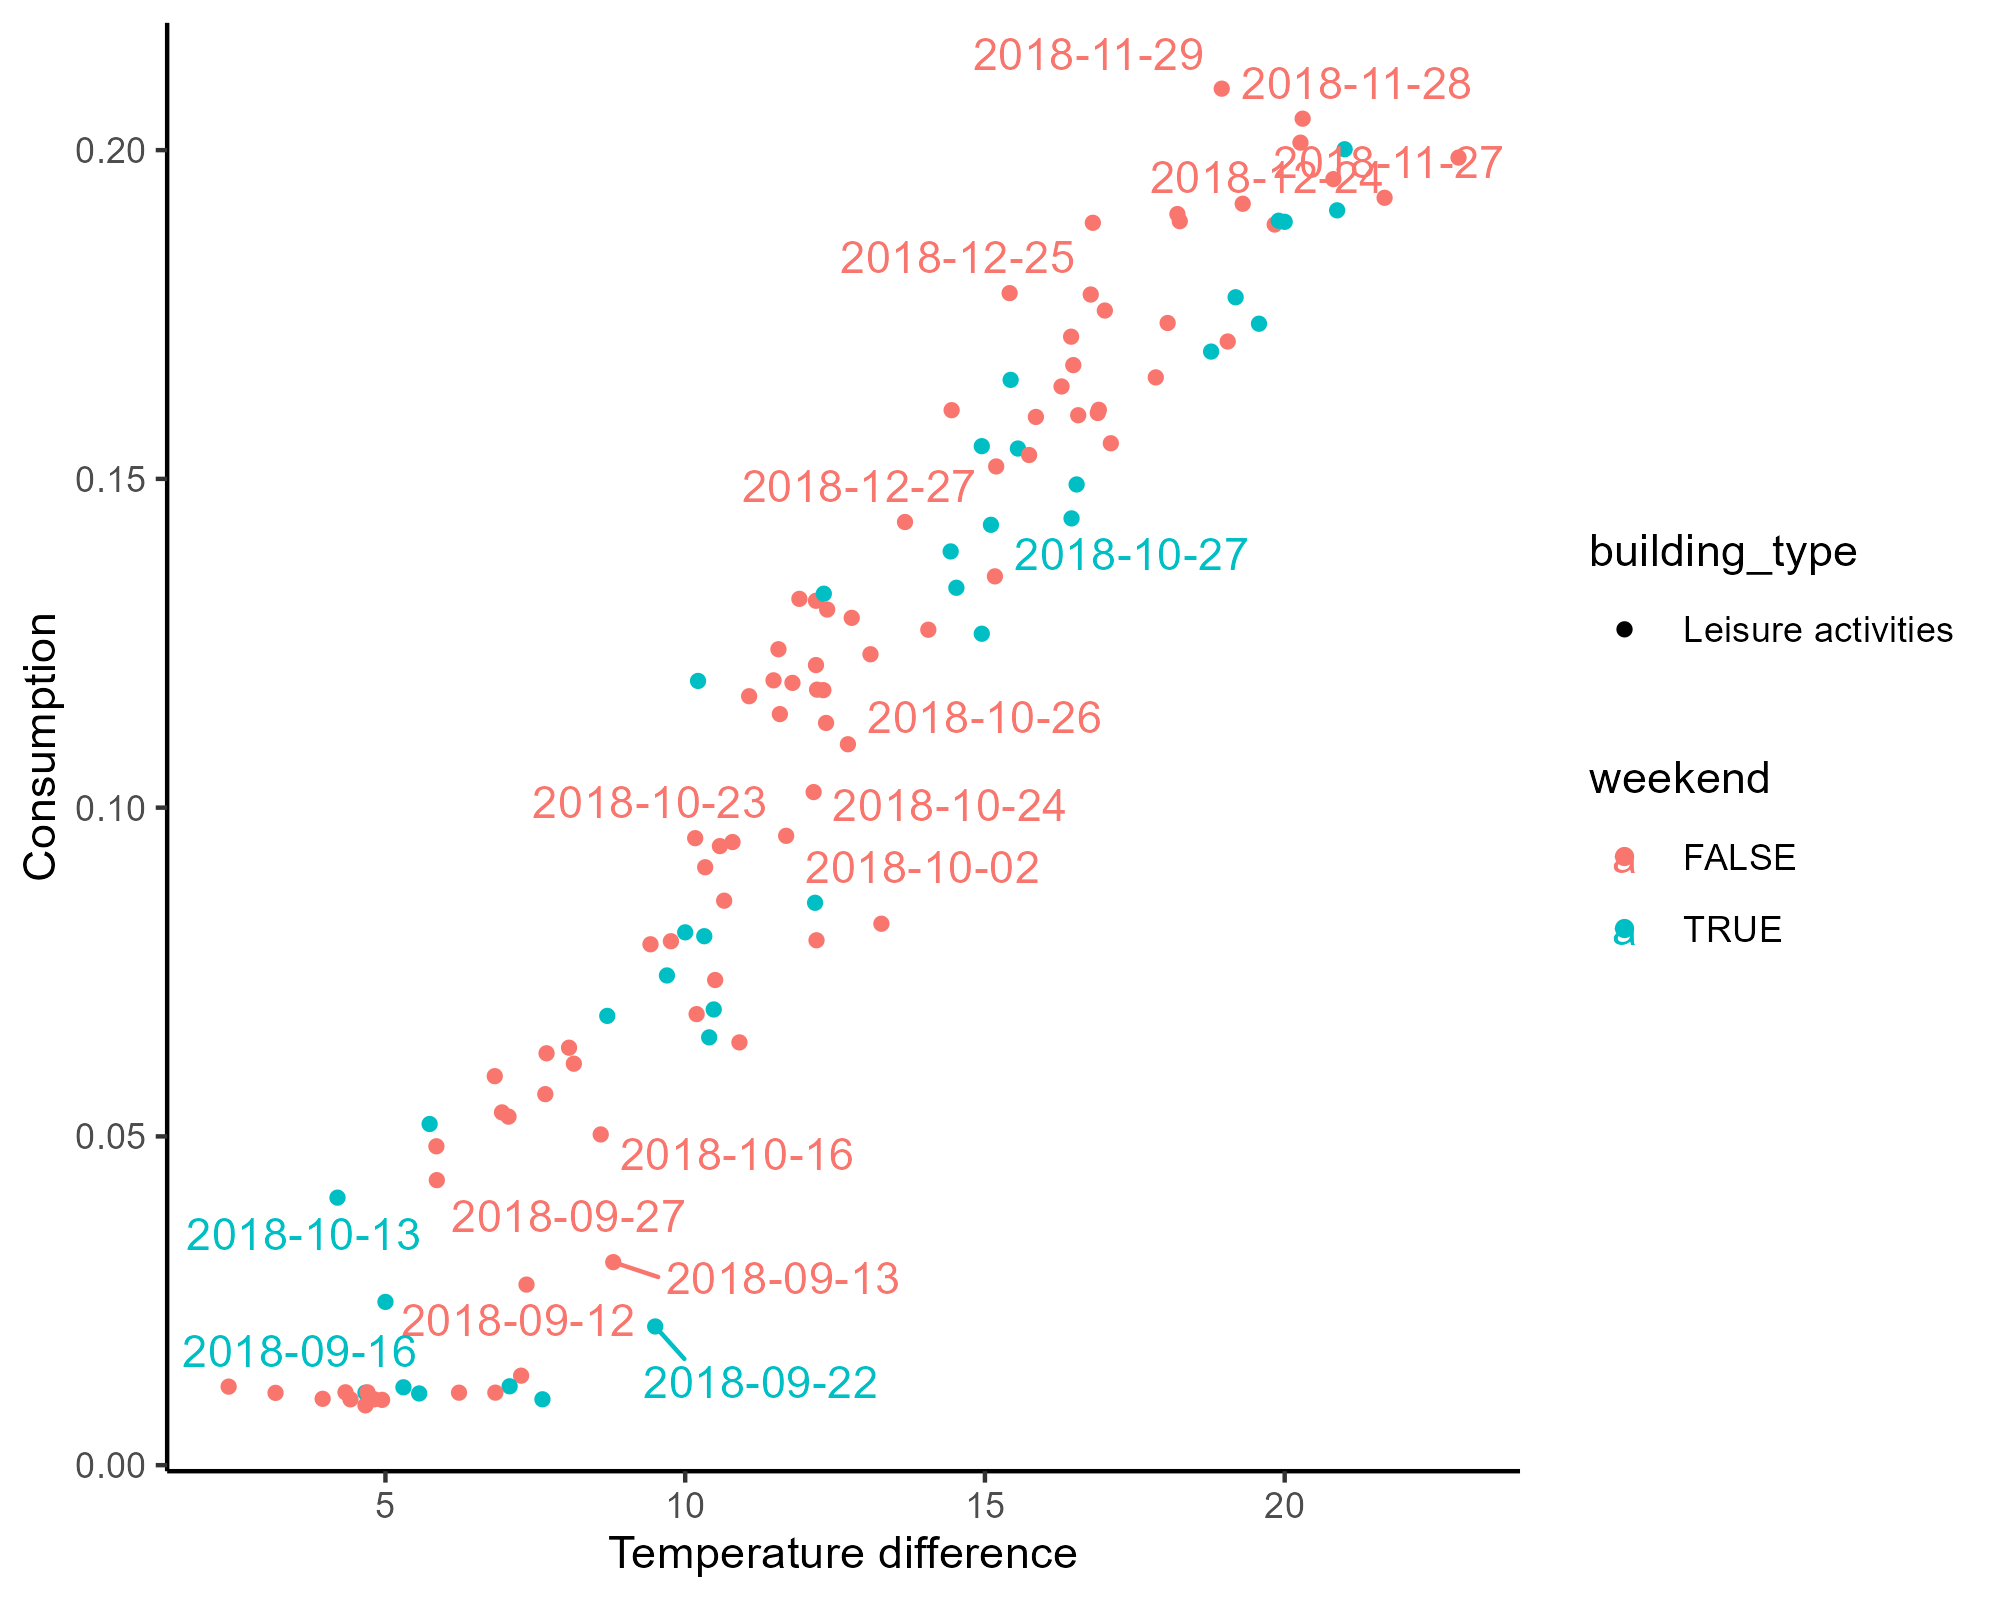 2018-11-29
2018-11-28
2018-11-27
2018-12-24
2018-12-25
2018-12-27
2018-10-27
2018-10-26
2018-10-23
2018-10-24
2018-10-02
2018-10-16
2018-09-27
2018-10-13
2018-09-13
2018-09-12
2018-09-16
2018-09-22
0.20
0.15
0.10
0.05
0.00
Consumption
5 10 15 20
Temperature difference
building_type
Leisure activities
weekend
a FALSE
a TRUE